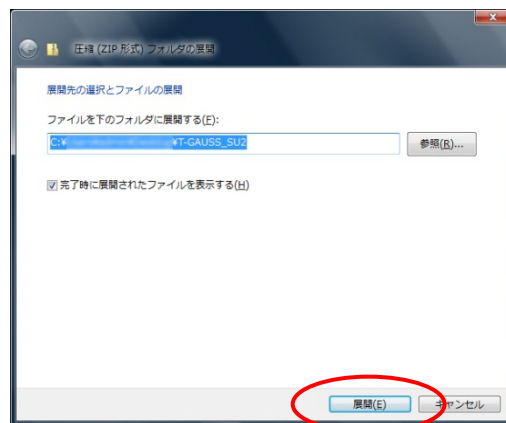 圧縮 (ZIP 形式) フォルダの展開
展開先の選択とファイルの展開
ファイルを下のフォルダに展開する(F):
C:¥ ¥T-GAUSS_SU2
参照(R)...
完了時に展開されたファイルを表示する(H)
展開(E)
キャンセル